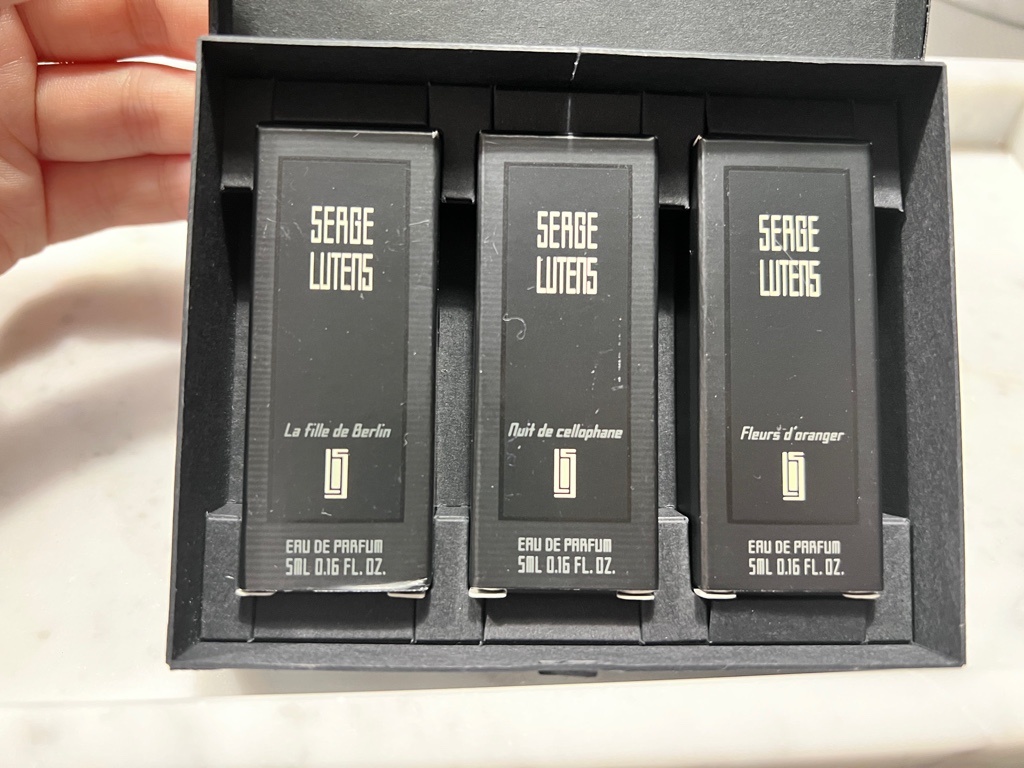 SERGE
LUTENS
La fille de Berlin
EAU DE PARFUM
5ML 0.16 FL. OZ.
SERGE
LUTENS
Nuit de cellophane
EAU DE PARFUM
5ML 0.16 FL. OZ.
SERGE
LUTENS
Fleurs d'oranger
EAU DE PARFUM
5ML 0.16 FL. OZ.